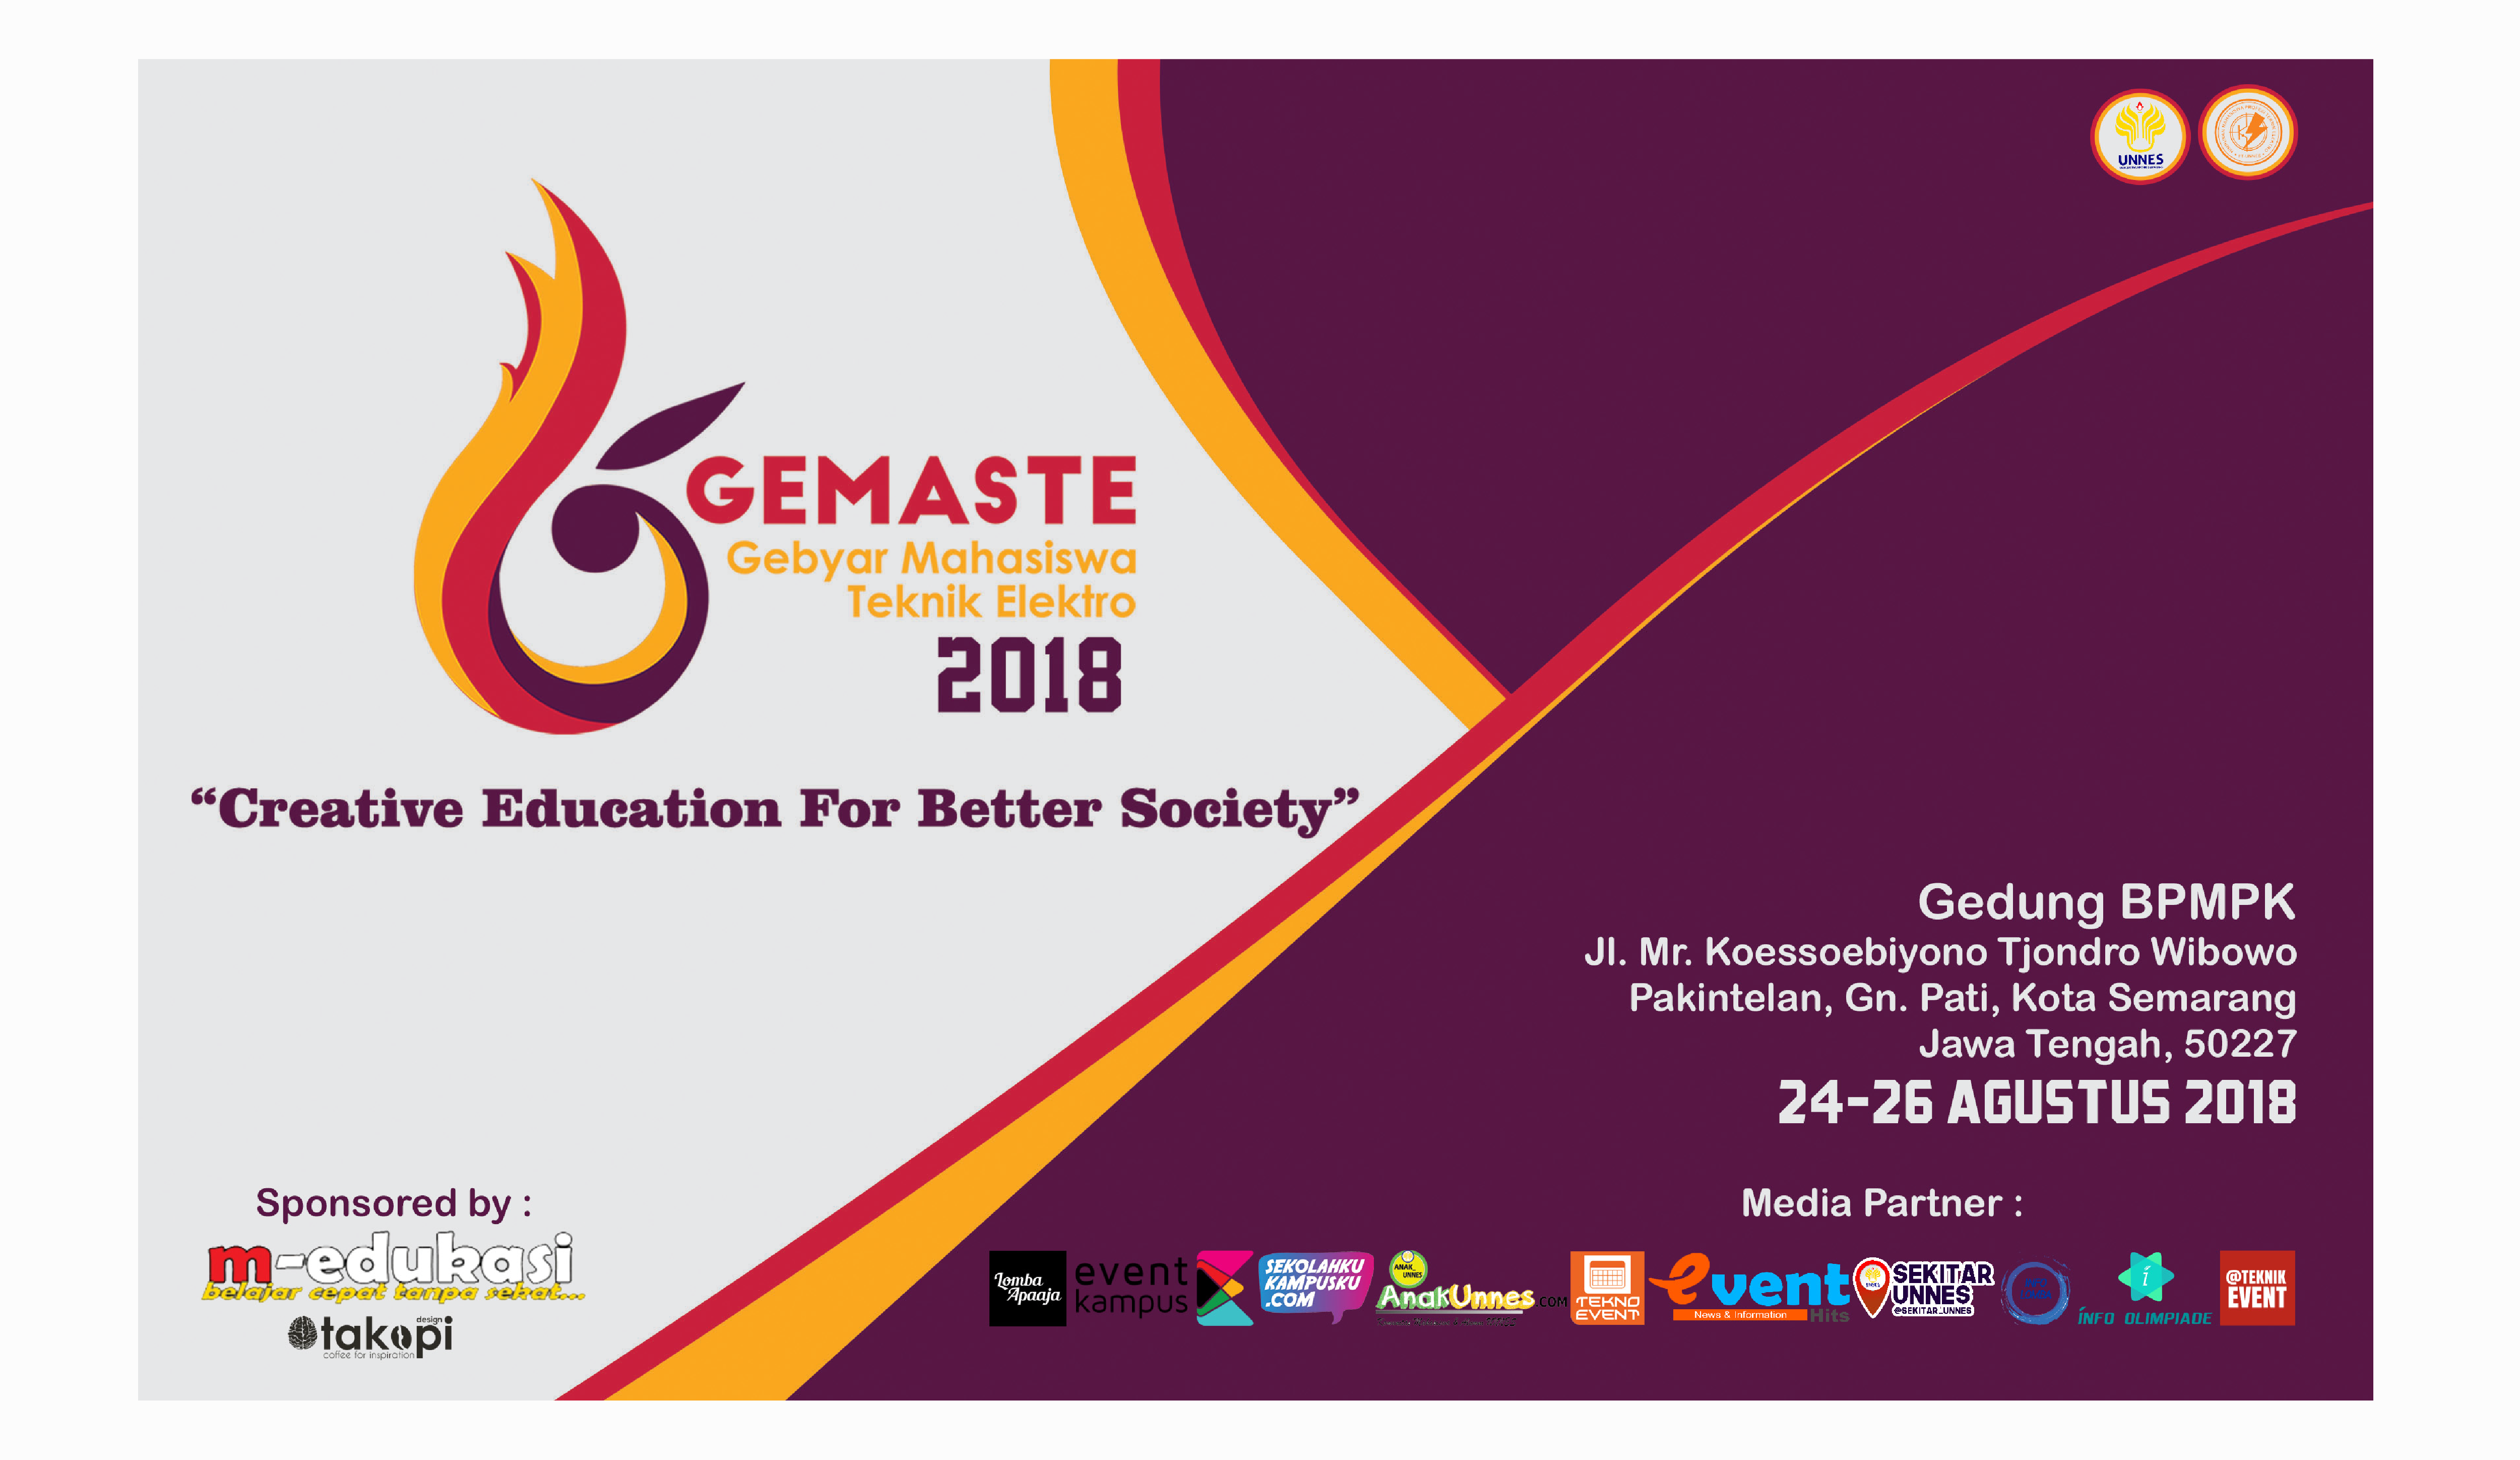 UNNES
GEMASTE
Gebyar Mahasiswa
Teknik Elektro
2018
“Creative Education For Better Society”
Gedung BPMPK
Jl. Mr. Koessoebiyono Tjondro Wibowo
Pakintelan, Gn. Pati, Kota Semarang
Jawa Tengah, 50227
24-26 AGUSTUS 2018
Sponsored by :
m-edukasi
belajar cepat tanpa sekat...
takopi
design
coffee for inspiration
Media Partner :
Lomba
Apaaja
event
kampus
SEKOLAHKU
KAMPUSKU
.COM
ANAK_
UNNES
AnakUnnes.COM
TEKNO
EVENT
event
News & Information
Hits
SEKITAR
UNNES
@SEKITAR_UNNES
i
INFO OLIMPIADE
@TEKNIK
EVENT